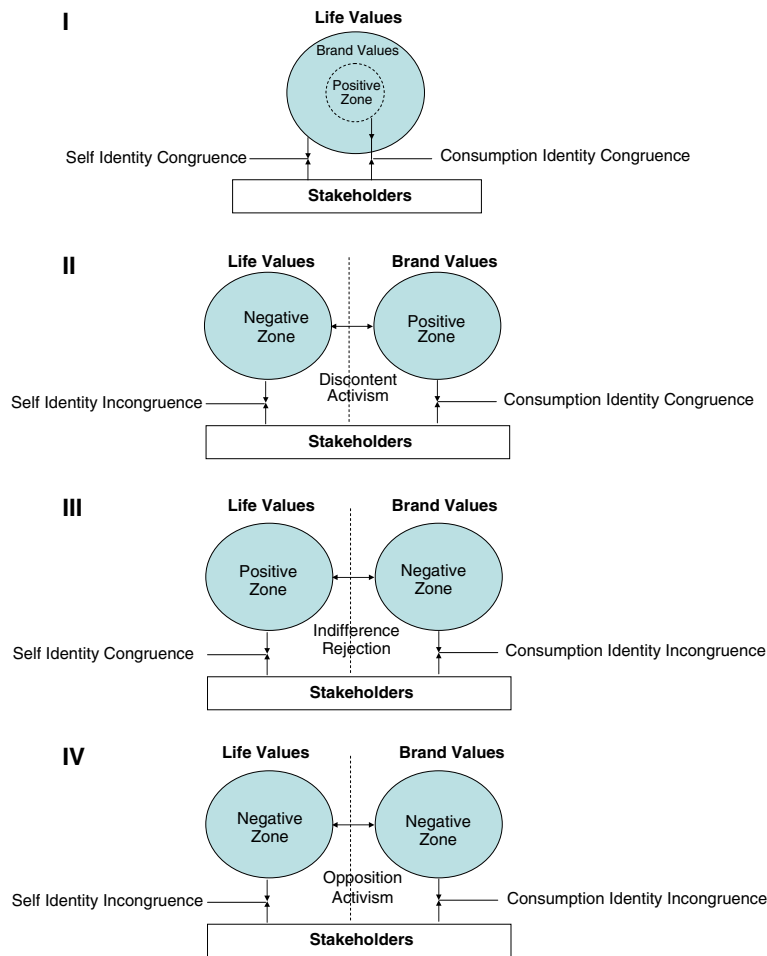 I
Life Values
Brand Values
Positive
Zone
Self Identity Congruence
Consumption Identity Congruence
Stakeholders
II
Life Values
Brand Values
Negative
Zone
Positive
Zone
Discontent
Activism
Self Identity Incongruence
Consumption Identity Congruence
Stakeholders
III
Life Values
Brand Values
Positive
Zone
Negative
Zone
Indifference
Rejection
Self Identity Congruence
Consumption Identity Incongruence
Stakeholders
IV
Life Values
Brand Values
Negative
Zone
Negative
Zone
Opposition
Activism
Self Identity Incongruence
Consumption Identity Incongruence
Stakeholders